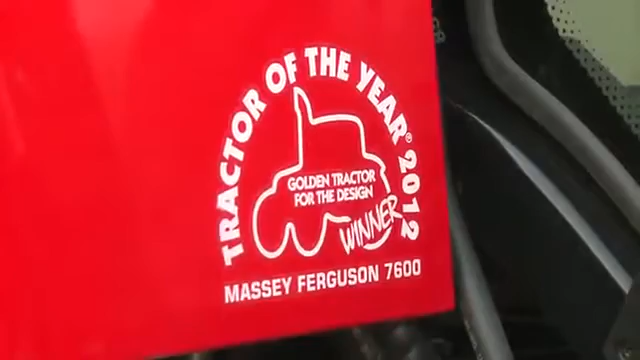 TRACTOR OF THE YEAR® 2012
GOLDEN TRACTOR
FOR THE DESIGN
WINNER
MASSEY FERGUSON 7600